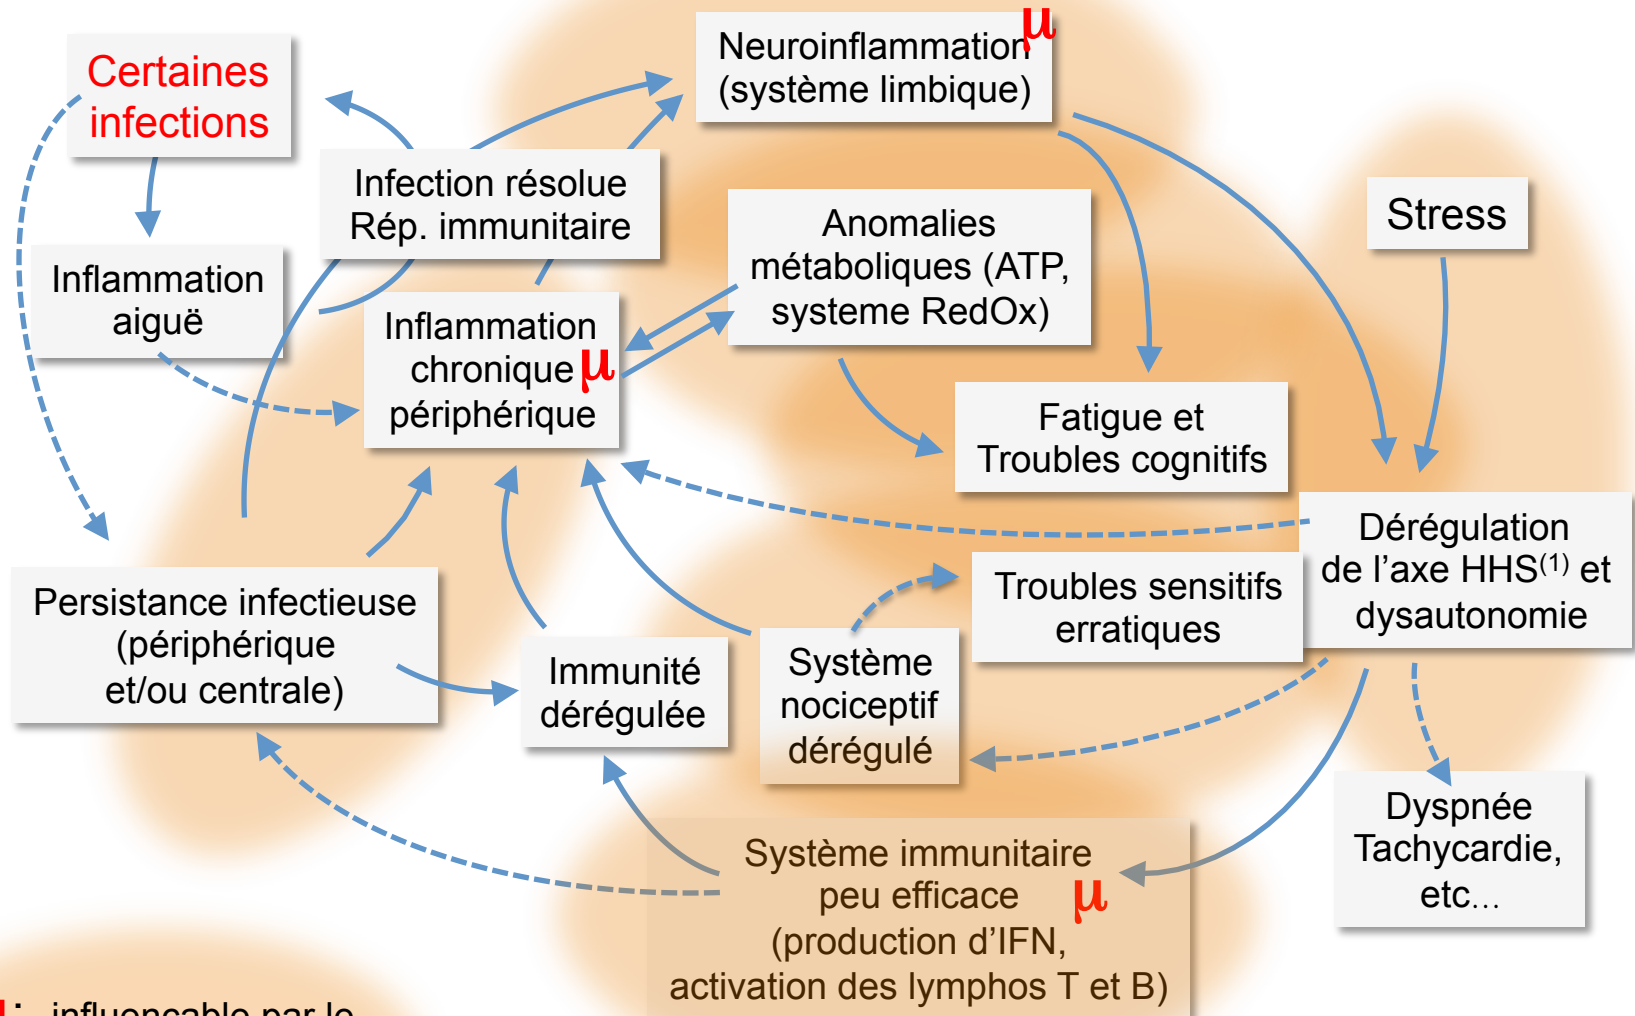 Certaines
infections
Neuroinflammation
μ
(système limbique)
Infection résolue
Rép. immunitaire
Anomalies
métaboliques (ATP,
systeme RedOx)
Stress
Inflammation
aiguë
Inflammation
chronique μ
périphérique
Fatigue et
Troubles cognitifs
Dérégulation
de l'axe HHS(1) et
dysautonomie
Troubles sensitifs
erratiques
Persistance infectieuse
(périphérique
et/ou centrale)
Immunité
dérégulée
Système
nociceptif
dérégulé
Dyspnée
Tachycardie,
etc...
Système immunitaire
peu efficace μ
(production d'IFN,
activation des lymphos T et B)
: influençable par le